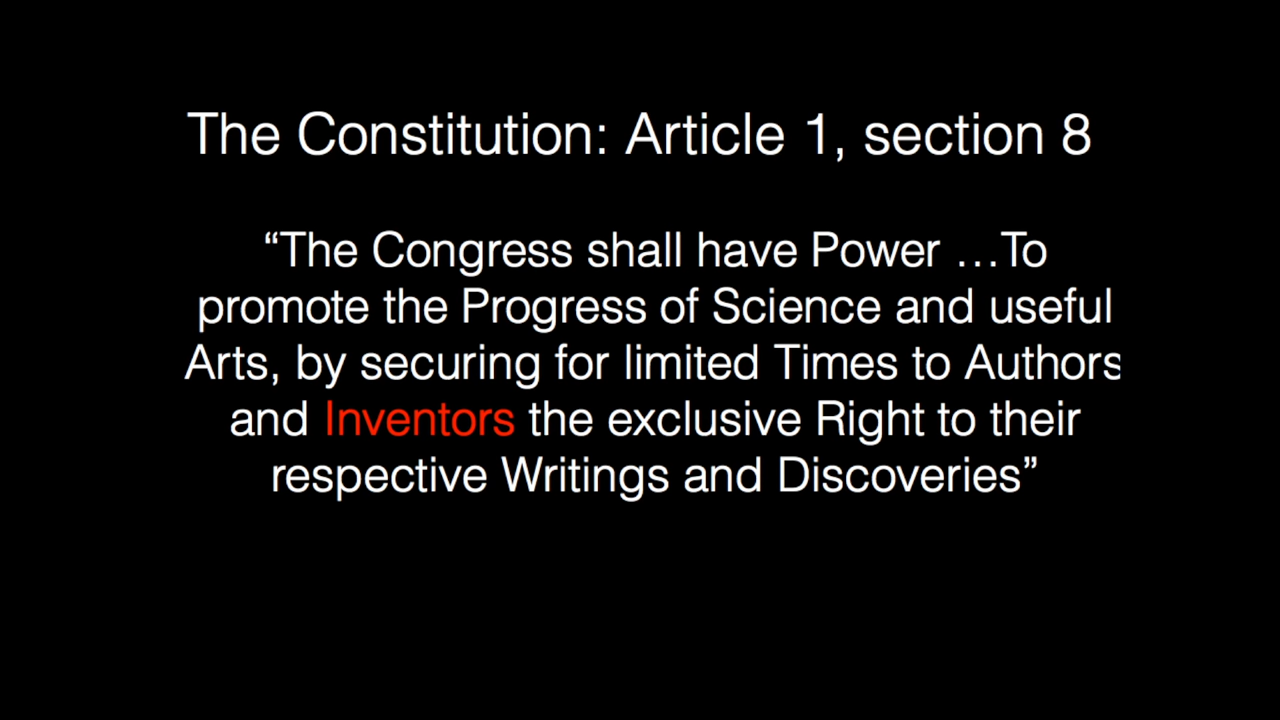 The Constitution: Article 1, section 8
“The Congress shall have Power …To
promote the Progress of Science and useful
Arts, by securing for limited Times to Authors
and Inventors the exclusive Right to their
respective Writings and Discoveries”